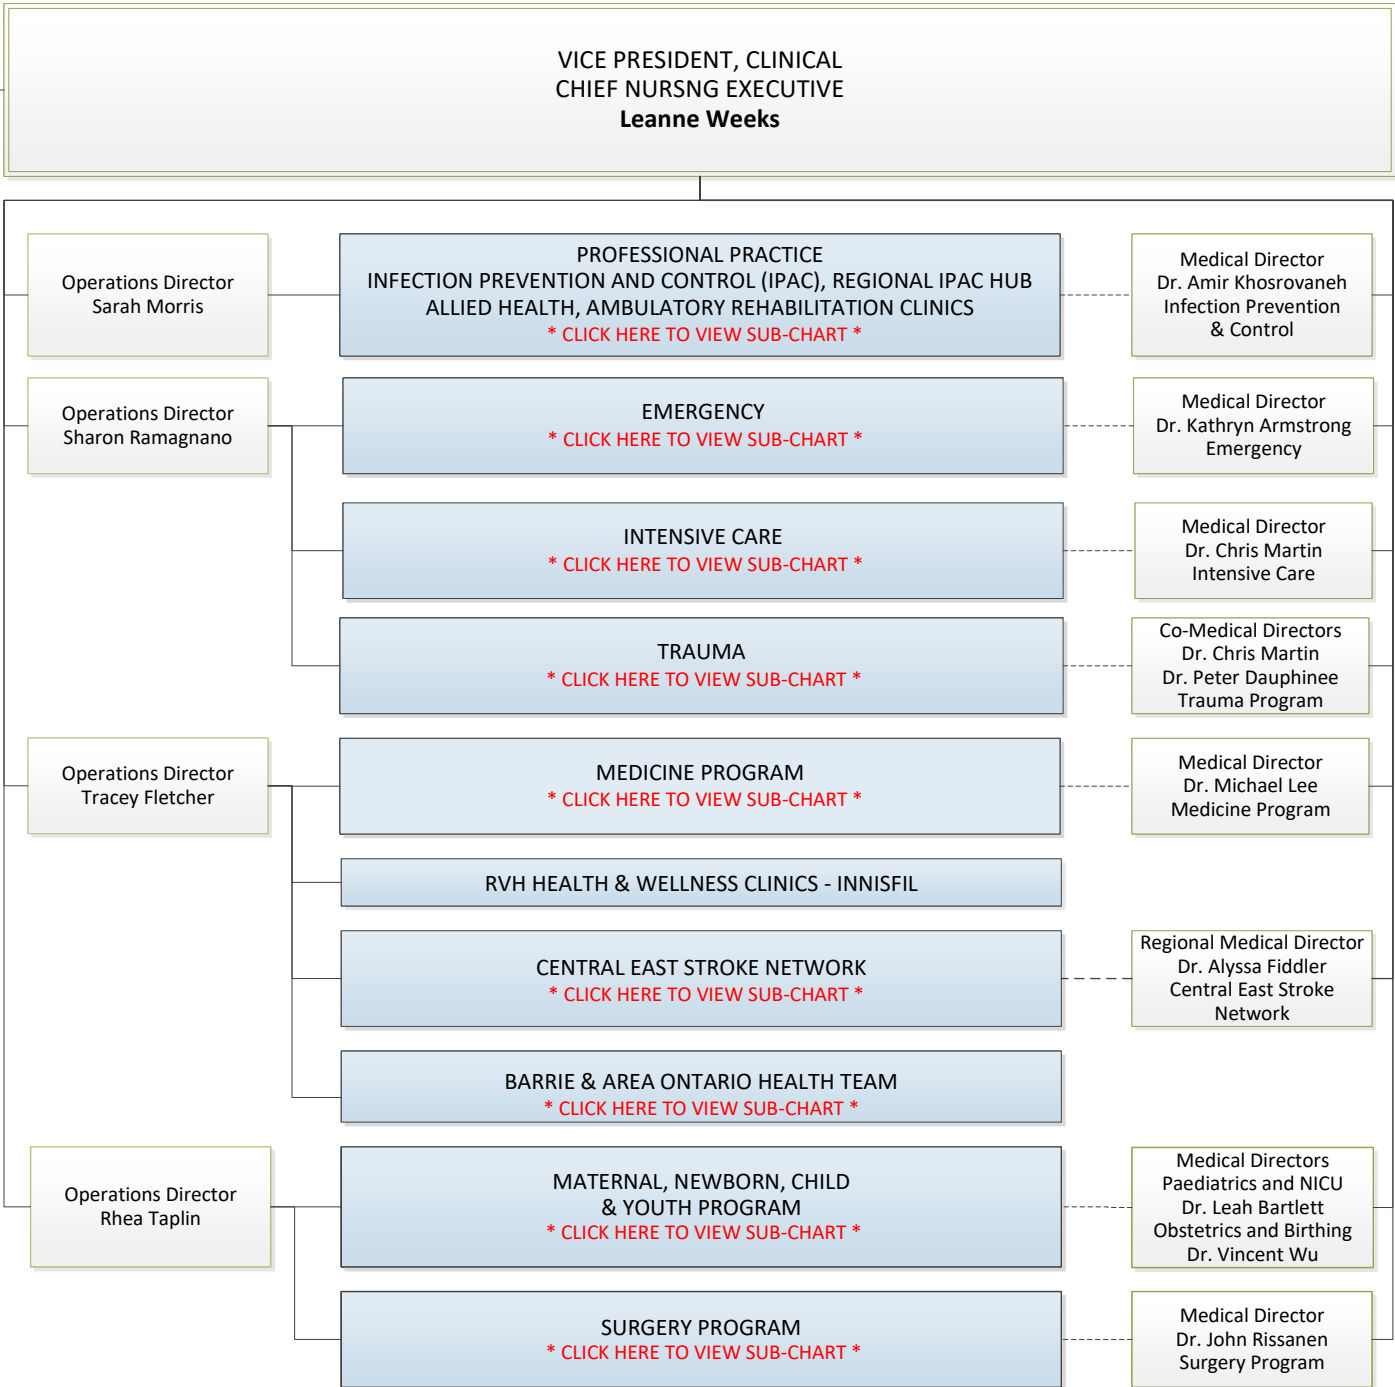 VICE PRESIDENT, CLINICAL
CHIEF NURSNG EXECUTIVE
Leanne Weeks
Operations Director
Sarah Morris
PROFESSIONAL PRACTICE
INFECTION PREVENTION AND CONTROL (IPAC), REGIONAL IPAC HUB
ALLIED HEALTH, AMBULATORY REHABILITATION CLINICS
* CLICK HERE TO VIEW SUB-CHART *
Medical Director
Dr. Amir Khosrovaneh
Infection Prevention
& Control
Operations Director
Sharon Ramagnano
EMERGENCY
* CLICK HERE TO VIEW SUB-CHART *
Medical Director
Dr. Kathryn Armstrong
Emergency
INTENSIVE CARE
* CLICK HERE TO VIEW SUB-CHART *
Medical Director
Dr. Chris Martin
Intensive Care
TRAUMA
* CLICK HERE TO VIEW SUB-CHART *
Co-Medical Directors
Dr. Chris Martin
Dr. Peter Dauphinee
Trauma Program
Operations Director
Tracey Fletcher
MEDICINE PROGRAM
* CLICK HERE TO VIEW SUB-CHART *
Medical Director
Dr. Michael Lee
Medicine Program
RVH HEALTH & WELLNESS CLINICS - INNISFIL
CENTRAL EAST STROKE NETWORK
* CLICK HERE TO VIEW SUB-CHART *
Regional Medical Director
Dr. Alyssa Fiddler
Central East Stroke
Network
BARRIE & AREA ONTARIO HEALTH TEAM
* CLICK HERE TO VIEW SUB-CHART *
Operations Director
Rhea Taplin
MATERNAL, NEWBORN, CHILD
& YOUTH PROGRAM
* CLICK HERE TO VIEW SUB-CHART *
Medical Directors
Paediatrics and NICU
Dr. Leah Bartlett
Obstetrics and Birthing
Dr. Vincent Wu
SURGERY PROGRAM
* CLICK HERE TO VIEW SUB-CHART *
Medical Director
Dr. John Rissanen
Surgery Program